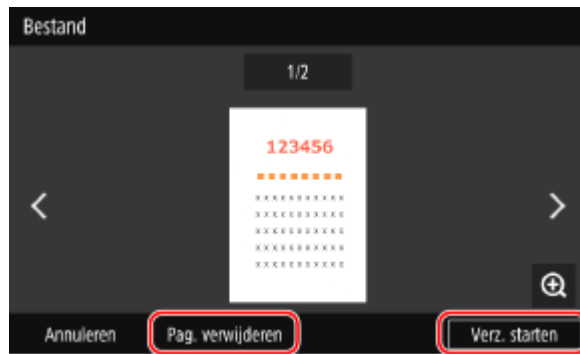 Bestand
1/2
123456
Annuleren
Pag. verwijderen
Verz. starten